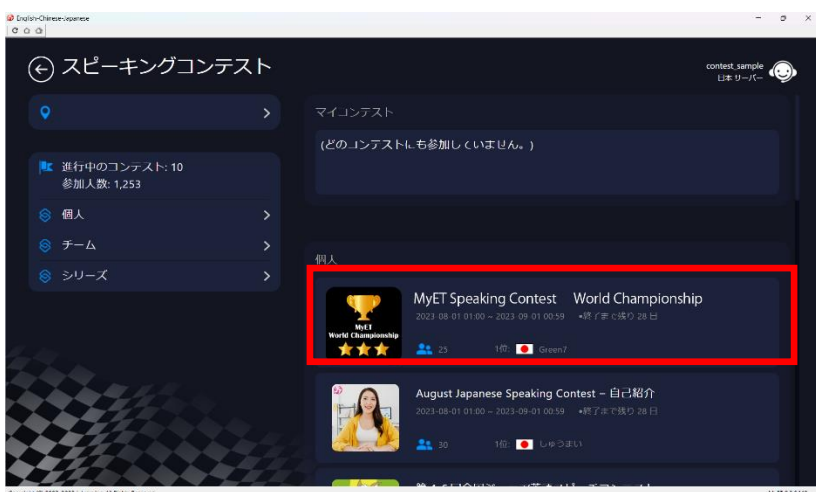 English-Chinese-Japanese
スピーキングコンテスト
contest_sample
日本 サーバー
進行中のコンテスト: 10
参加人数: 1,253
個人
チーム
シリーズ
マイコンテスト
(どのコンテストにも参加していません。)
個人
MyET Speaking Contest World Championship
2023-08-01 01:00 ~ 2023-09-01 00:59 •終了まで残り 28 日
25 1位: Green7
MyET
World Championship
August Japanese Speaking Contest – 自己紹介
2023-08-01 01:00 ~ 2023-09-01 00:59 •終了まで残り 28 日
30 1位: しゅうまい